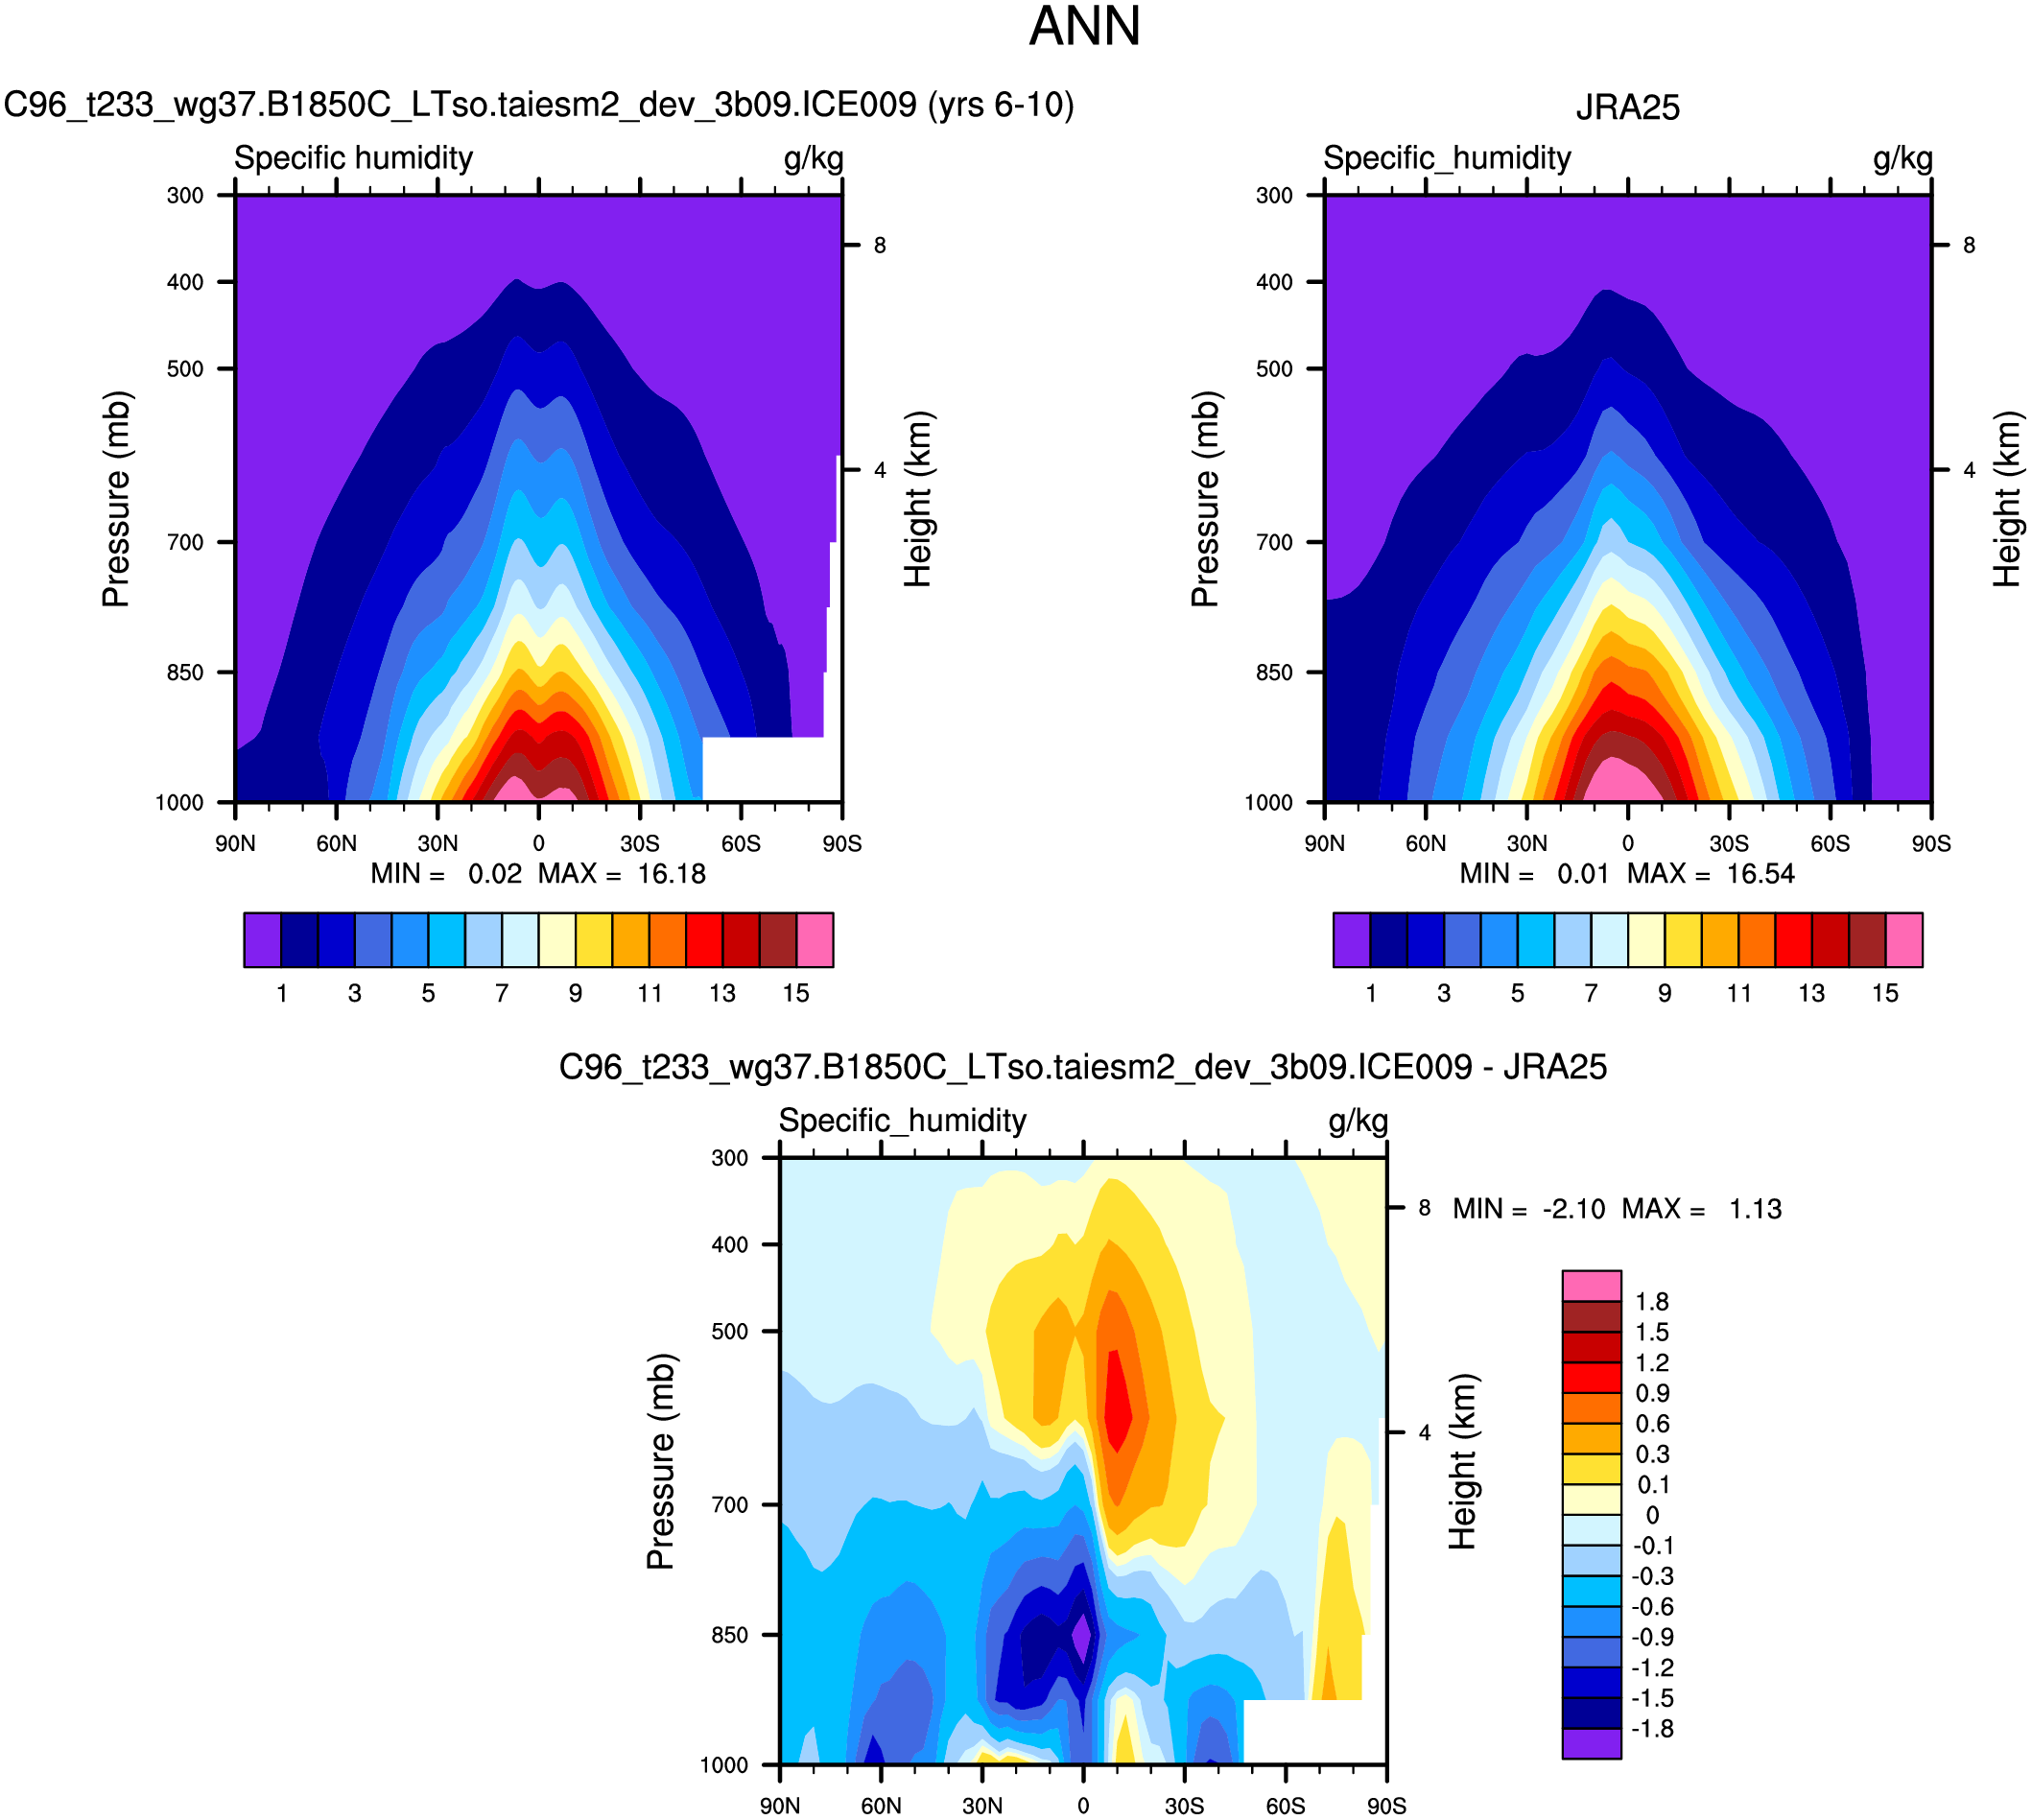 ANN
C96_t233_wg37.B1850C_LTso.taiesm2_dev_3b09.ICE009 (yrs 6-10)
JRA25
Specific humidity g/kg
Specific_humidity g/kg
300
400
500
700
850
1000
Pressure (mb)
8
4
Height (km)
90N 60N 30N 0 30S 60S 90S
MIN = 0.02 MAX = 16.18
1 3 5 7 9 11 13 15
300
400
500
700
850
1000
Pressure (mb)
8
4
Height (km)
90N 60N 30N 0 30S 60S 90S
MIN = 0.01 MAX = 16.54
1 3 5 7 9 11 13 15
C96_t233_wg37.B1850C_LTso.taiesm2_dev_3b09.ICE009 - JRA25
Specific_humidity g/kg
300
400
500
700
850
1000
Pressure (mb)
8
4
Height (km)
90N 60N 30N 0 30S 60S 90S
MIN = -2.10 MAX = 1.13
1.8
1.5
1.2
0.9
0.6
0.3
0.1
0
-0.1
-0.3
-0.6
-0.9
-1.2
-1.5
-1.8